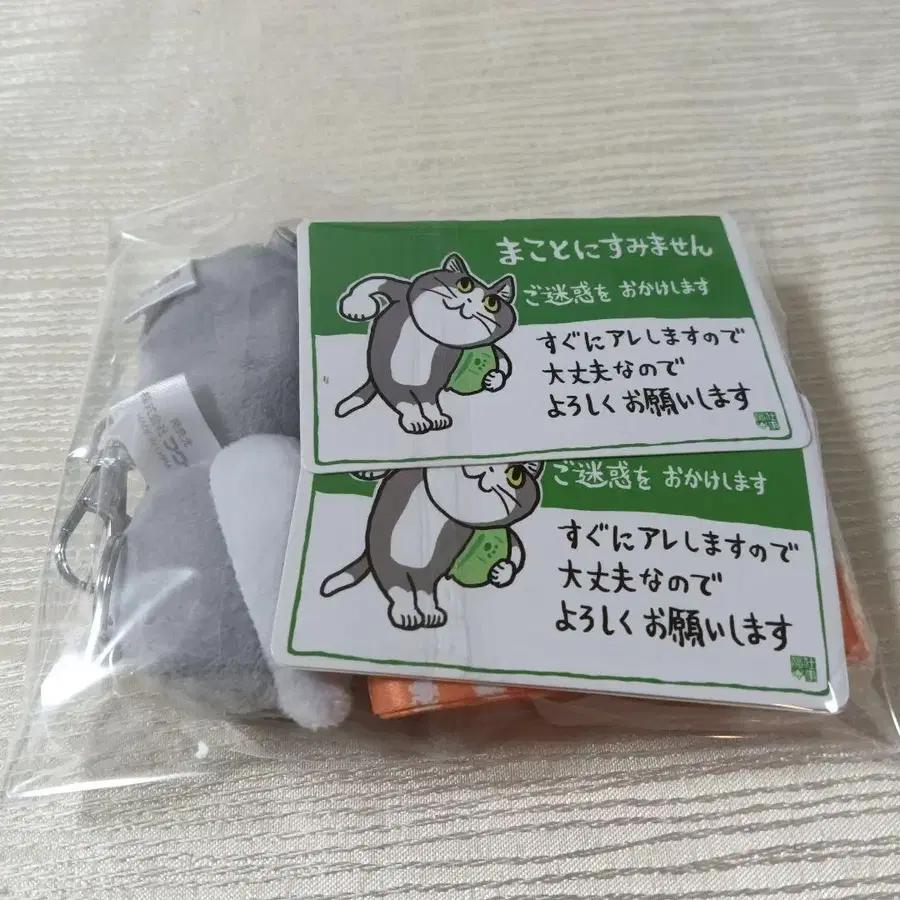 まことにすみません
ご迷惑を おかけします
すぐにアレしますので
大丈夫なので
よろしく お願いします
ご迷惑を おかけします
すぐにアレしますので
大丈夫なので
よろしく お願いします